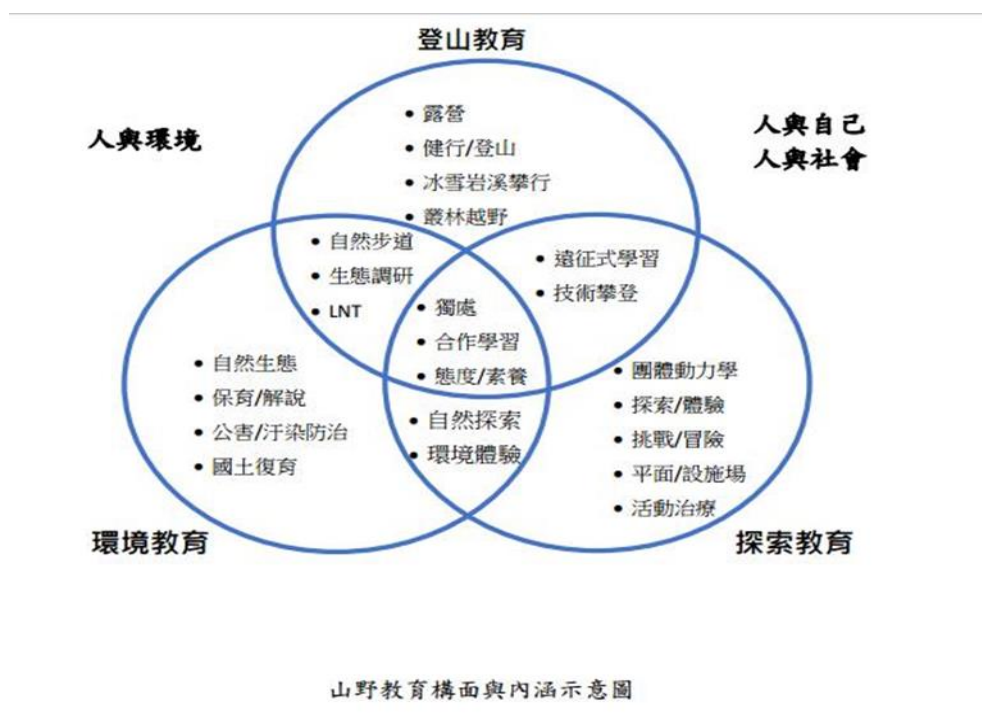 登山教育
人與環境
人與自己
人與社會
• 露營
• 健行/登山
• 冰雪岩溪攀行
• 叢林越野
• 自然步道
• 生態調研
• LNT
• 遠征式學習
• 技術攀登
• 獨處
• 合作學習
• 態度/素養
• 自然生態
• 保育/解說
• 公害/汙染防治
• 國土復育
• 自然探索
• 環境體驗
• 團體動力學
• 探索/體驗
• 挑戰/冒險
• 平面/設施場
• 活動治療
環境教育
探索教育
山野教育構面與內涵示意圖